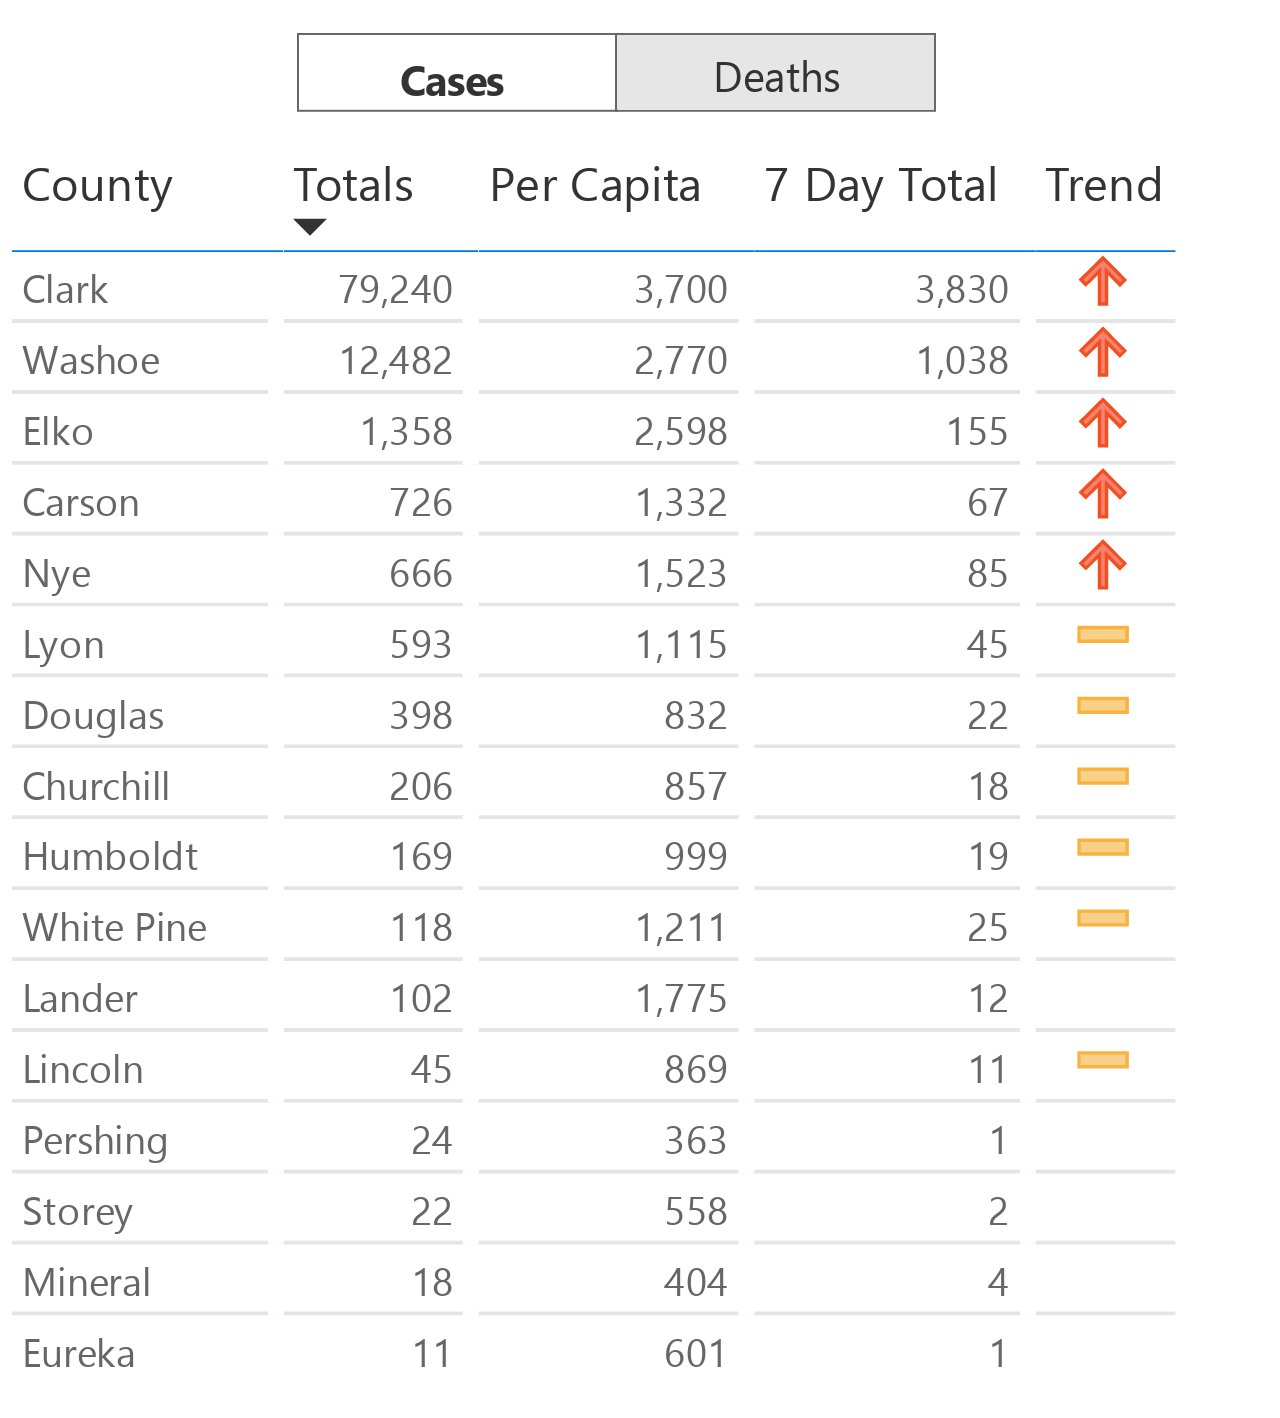 Cases Deaths
County Totals Per Capita 7 Day Total Trend
Clark 79,240 3,700 3,830
Washoe 12,482 2,770 1,038
Elko 1,358 2,598 155
Carson 726 1,332 67
Nye 666 1,523 85
Lyon 593 1,115 45
Douglas 398 832 22
Churchill 206 857 18
Humboldt 169 999 19
White Pine 118 1,211 25
Lander 102 1,775 12
Lincoln 45 869 11
Pershing 24 363 1
Storey 22 558 2
Mineral 18 404 4
Eureka 11 601 1